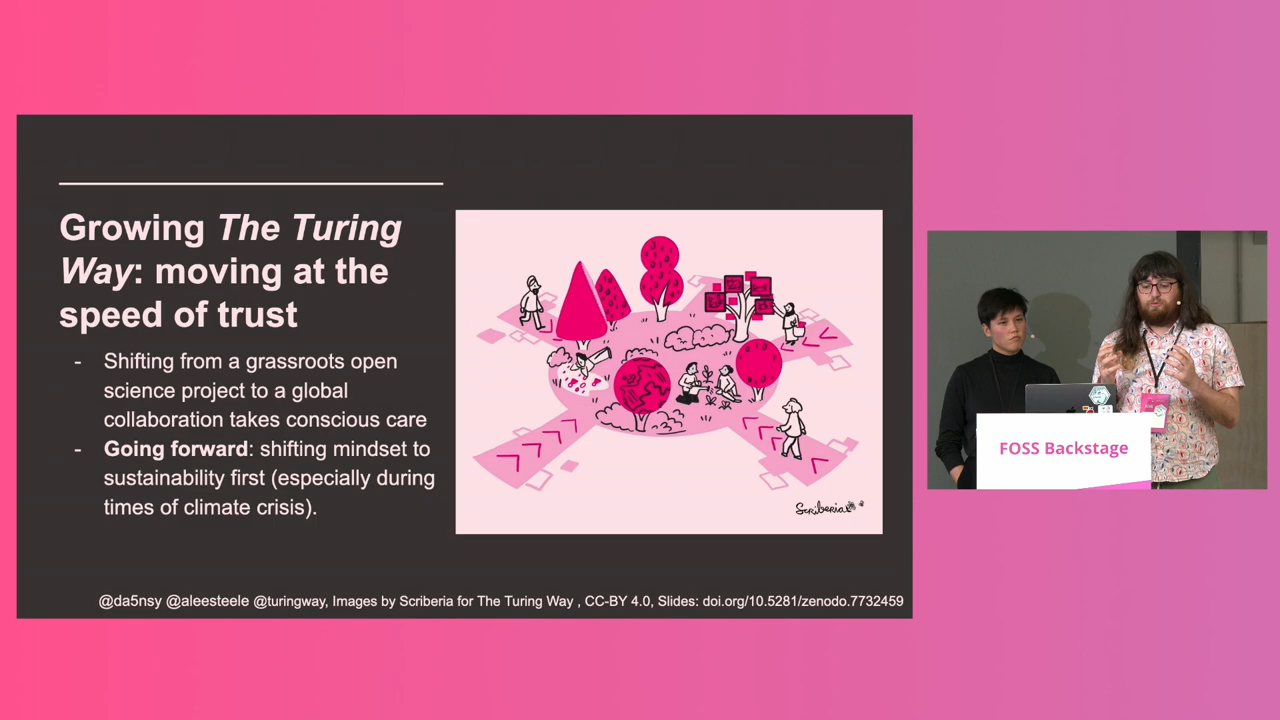 Growing The Turing
Way: moving at the
speed of trust
- Shifting from a grassroots open
science project to a global
collaboration takes conscious care
- Going forward: shifting mindset to
sustainability first (especially during
times of climate crisis).
Scriberia
@da5nsy @aleesteele @turingway, Images by Scriberia for The Turing Way , CC-BY 4.0, Slides: doi.org/10.5281/zenodo.7732459
FOSS Backstage